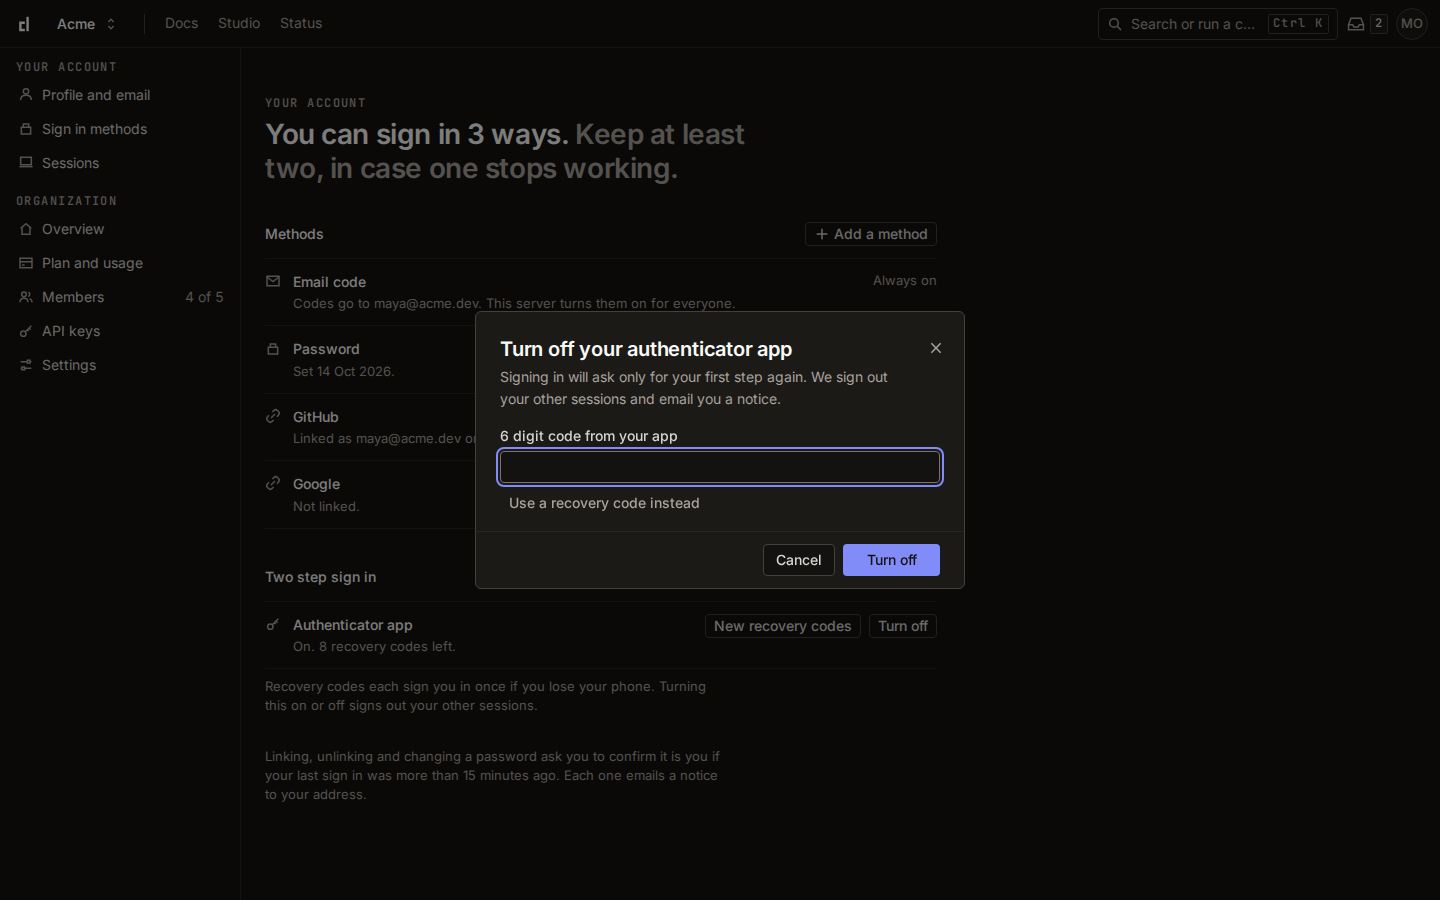 Acme
Docs
Studio
Status
Search or run a c...
Ctrl K
2
MO
YOUR ACCOUNT
Profile and email
Sign in methods
Sessions
ORGANIZATION
Overview
Plan and usage
Members
4 of 5
API keys
Settings
YOUR ACCOUNT
You can sign in 3 ways. Keep at least
two, in case one stops working.
Methods
Add a method
Email code
Always on
Codes go to maya@acme.dev. This server turns them on for everyone.
Password
Set 14 Oct 2026.
GitHub
Linked as maya@acme.dev
Google
Not linked.
Turn off your authenticator app
Signing in will ask only for your first step again. We sign out
your other sessions and email you a notice.
6 digit code from your app
Use a recovery code instead
Cancel
Turn off
Two step sign in
Authenticator app
New recovery codes
Turn off
On. 8 recovery codes left.
Recovery codes each sign you in once if you lose your phone. Turning
this on or off signs out your other sessions.
Linking, unlinking and changing a password ask you to confirm it is you if
your last sign in was more than 15 minutes ago. Each one emails a notice
to your address.